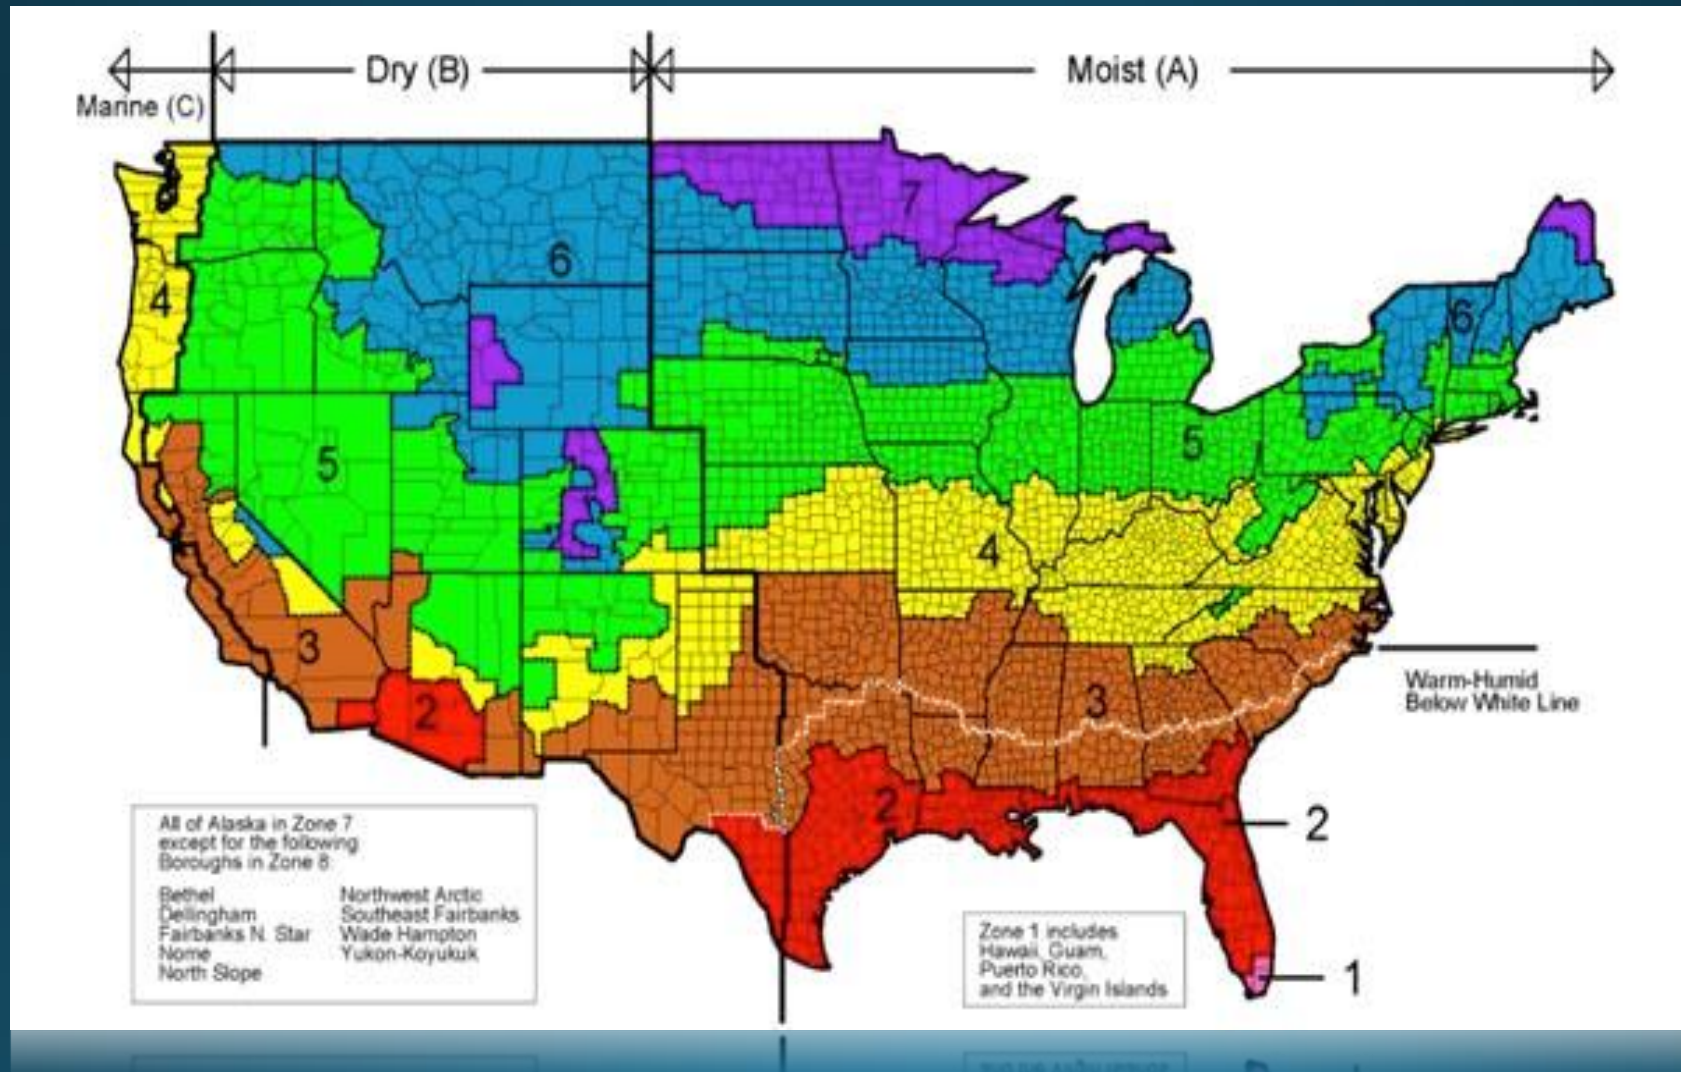 Dry (B)
Moist (A)
Marine (C)
7
6
4
6
5
5
4
3
3
2
Warm-Humid
Below White Line
2
2
1
All of Alaska in Zone 7
except for the following
Boroughs in Zone 8:
Bethel
Dellingham
Fairbanks N. Star
Nome
North Slope
Northwest Arctic
Southeast Fairbanks
Wade Hampton
Yukon-Koyukuk
Zone 1 includes
Hawaii, Guam,
Puerto Rico,
and the Virgin Islands